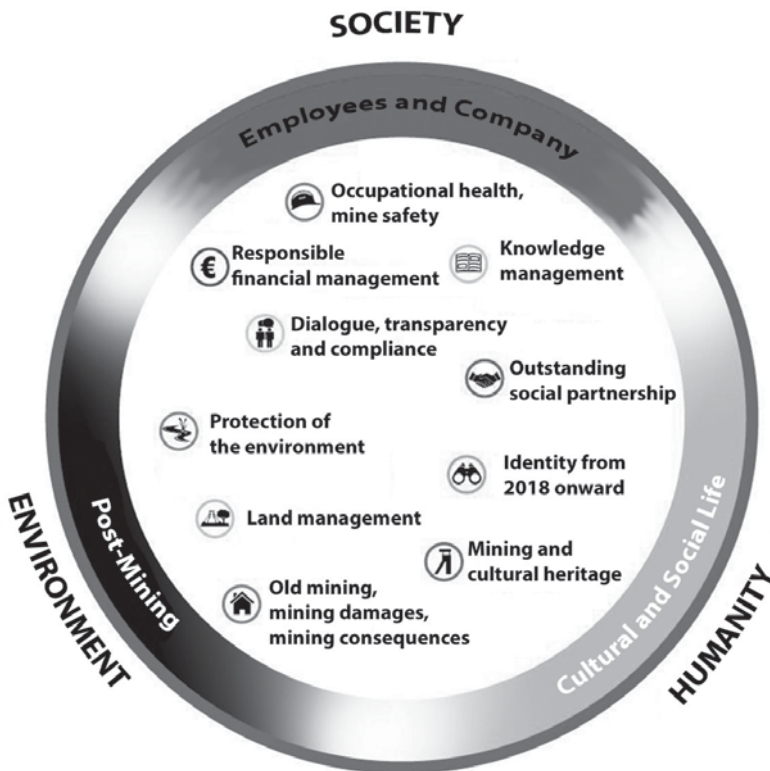 SOCIETY
Employees and Company
Occupational health,
mine safety
Responsible
financial management
Knowledge
management
Dialogue, transparency
and compliance
Outstanding
social partnership
Protection of
the environment
Identity from
2018 onward
Land management
Mining and
cultural heritage
Old mining,
mining damages,
mining consequences
Post-Mining
Cultural and Social Life
ENVIRONMENT
HUMANITY